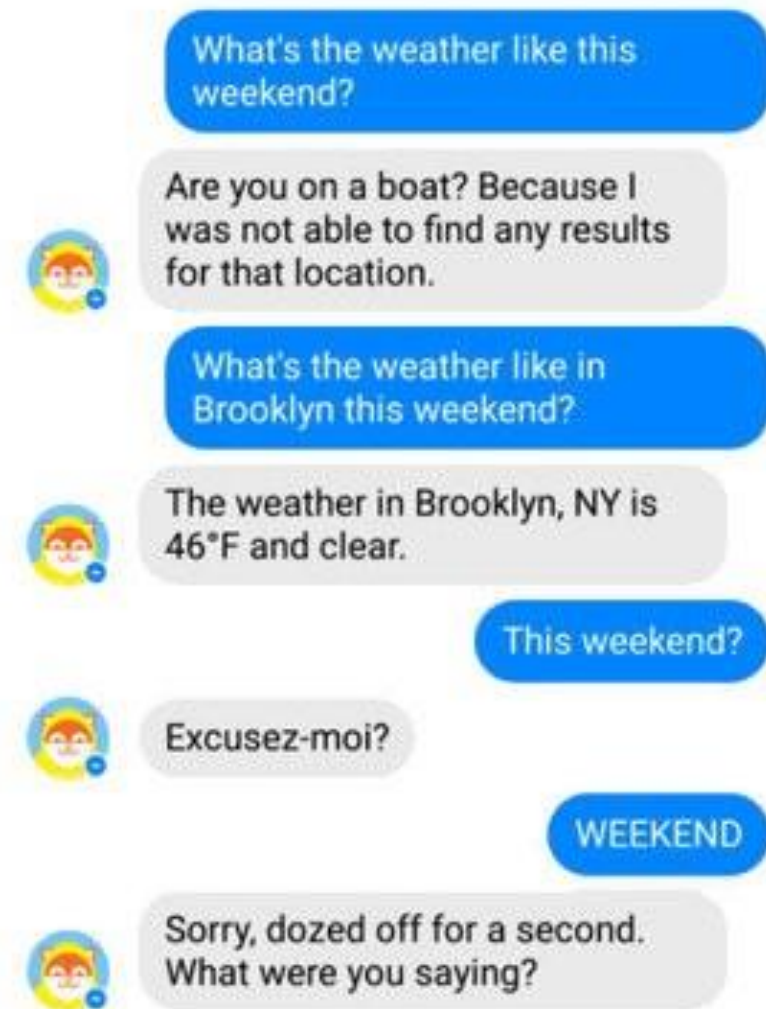 What's the weather like this
weekend?
Are you on a boat? Because I
was not able to find any results
for that location.
What's the weather like in
Brooklyn this weekend?
The weather in Brooklyn, NY is
46°F and clear.
This weekend?
Excusez-moi?
WEEKEND
Sorry, dozed off for a second.
What were you saying?